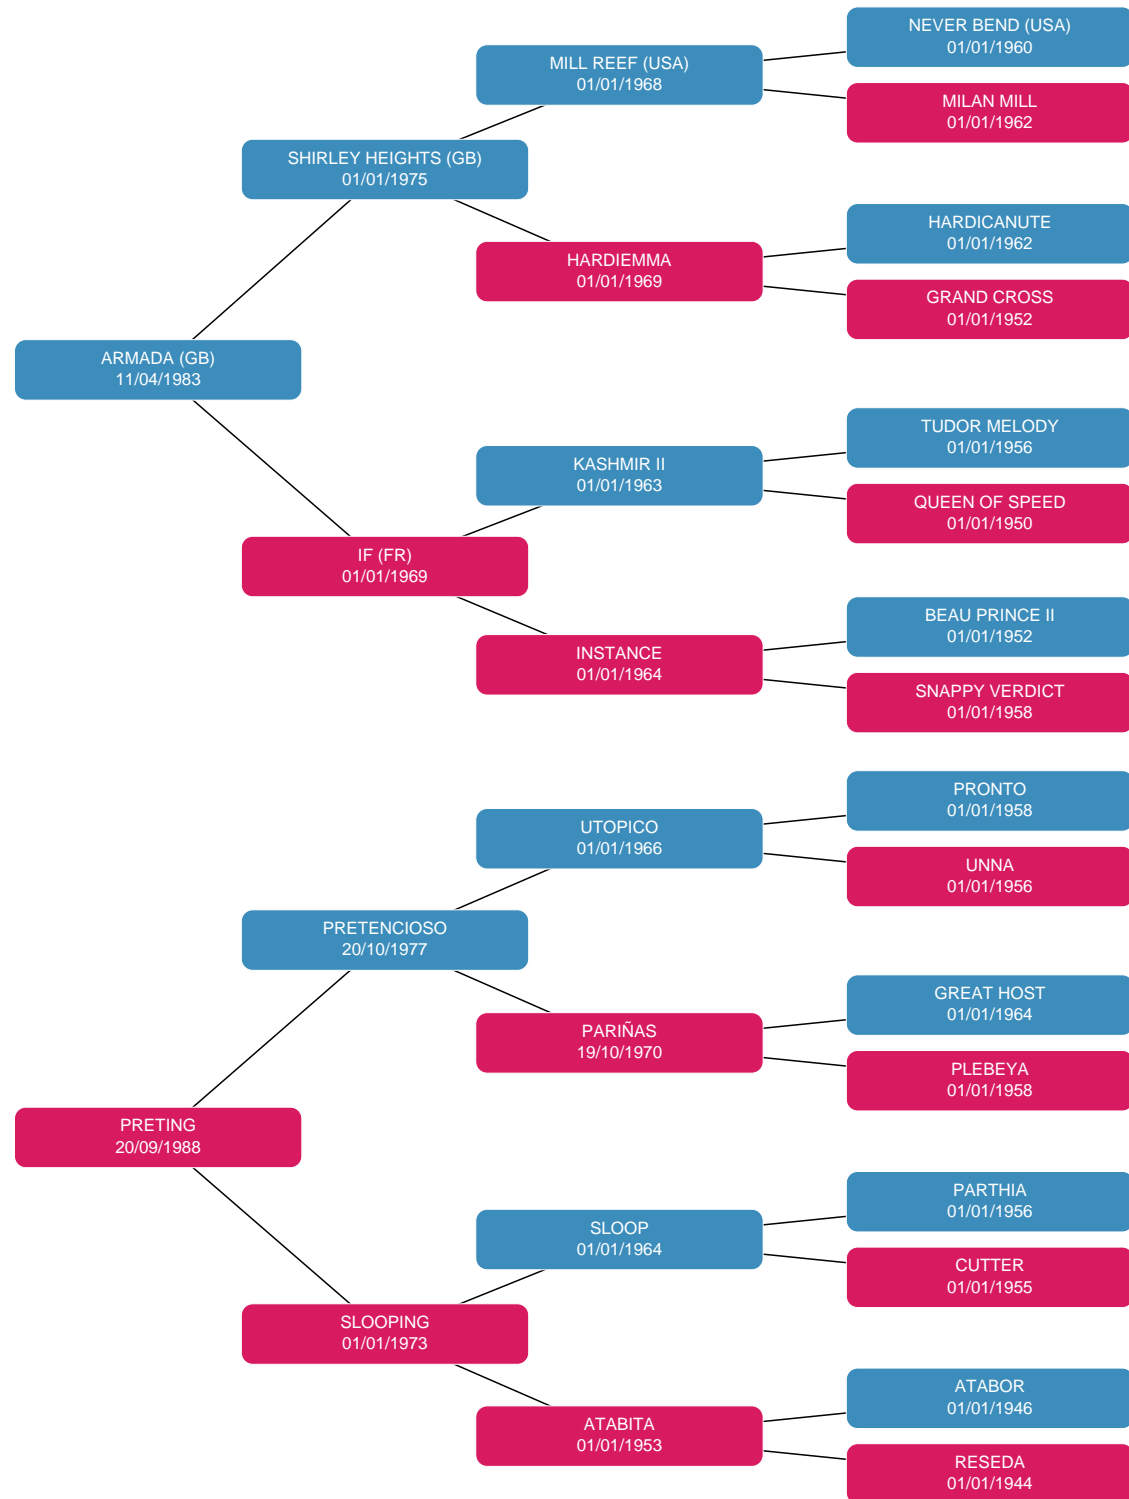 NEVER BEND (USA)
01/01/1960
MILL REEF (USA)
01/01/1968
MILAN MILL
01/01/1962
SHIRLEY HEIGHTS (GB)
01/01/1975
HARDICANUTE
01/01/1962
HARDIEMMA
01/01/1969
GRAND CROSS
01/01/1952
ARMADA (GB)
11/04/1983
TUDOR MELODY
01/01/1956
KASHMIR II
01/01/1963
QUEEN OF SPEED
01/01/1950
IF (FR)
01/01/1969
BEAU PRINCE II
01/01/1952
INSTANCE
01/01/1964
SNAPPY VERDICT
01/01/1958
PRONTO
01/01/1958
UTOPICO
01/01/1966
UNNA
01/01/1956
PRETENCIOSO
20/10/1977
GREAT HOST
01/01/1964
PARIÑAS
19/10/1970
PLEBEYA
01/01/1958
PRETING
20/09/1988
PARTHIA
01/01/1956
SLOOP
01/01/1964
CUTTER
01/01/1955
SLOOPING
01/01/1973
ATABOR
01/01/1946
ATABITA
01/01/1953
RESEDA
01/01/1944